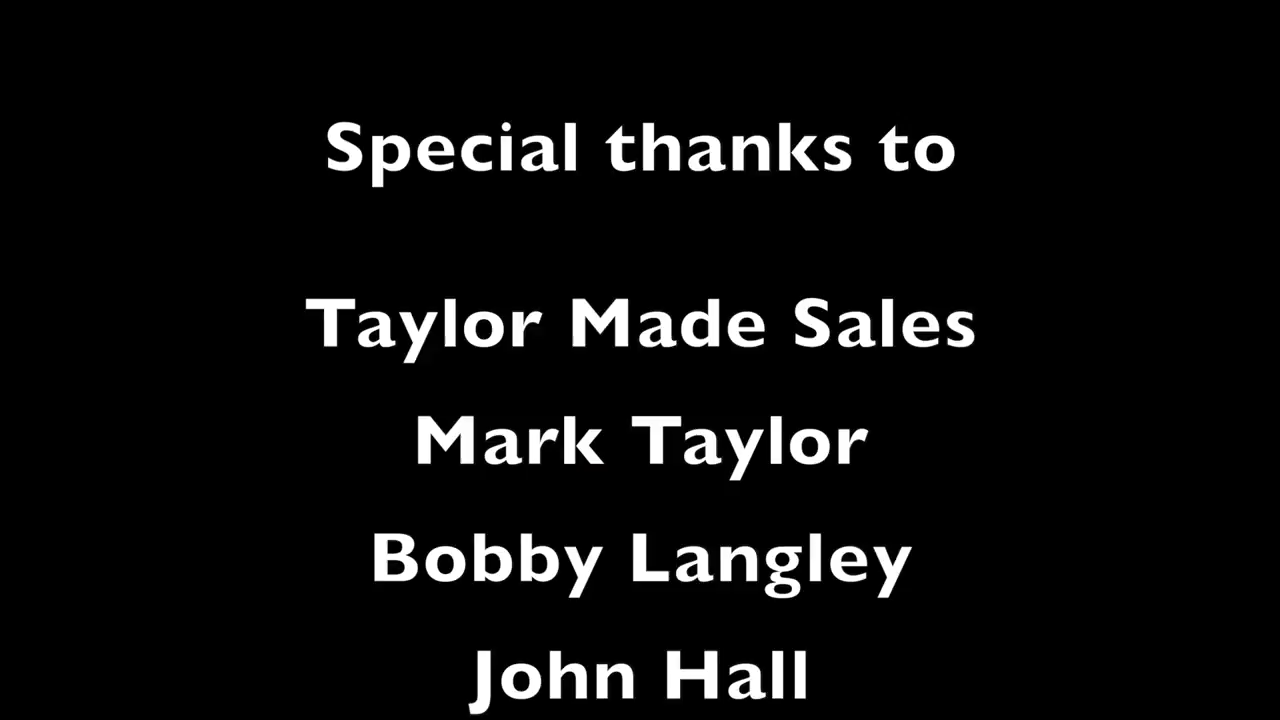 Special thanks to
Taylor Made Sales
Mark Taylor
Bobby Langley
John Hall